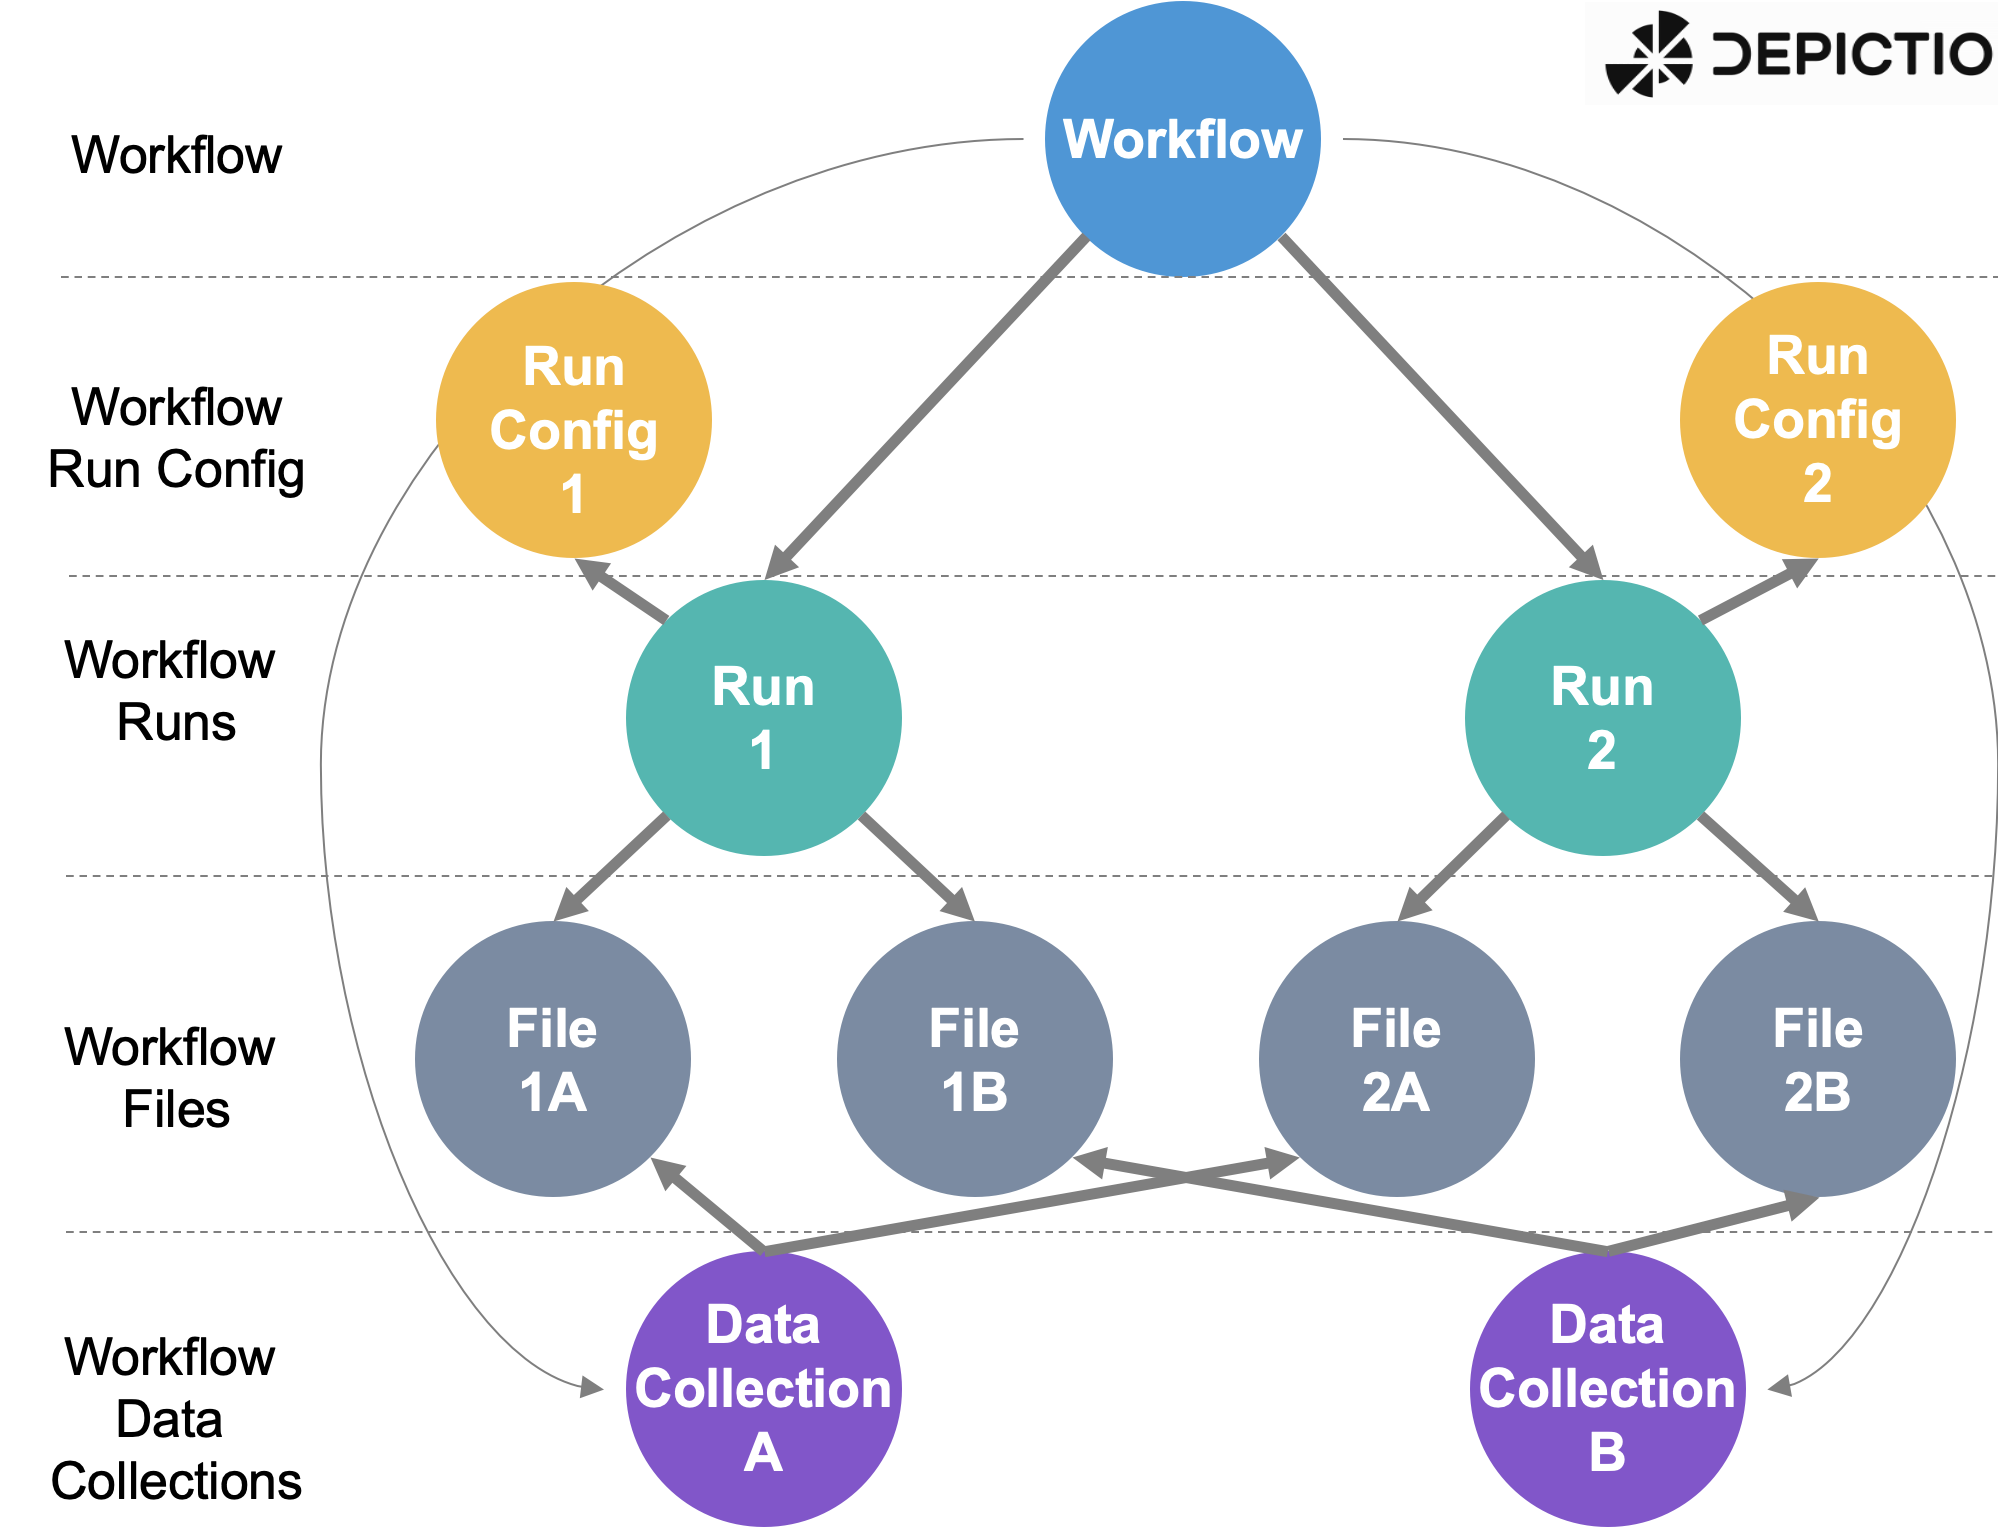 DEPICTIO
Workflow
Workflow
Workflow
Run Config
Run
Config
1
Run
Config
2
Workflow
Runs
Run
1
Run
2
Workflow
Files
File
1A
File
1B
File
2A
File
2B
Workflow
Data
Collections
Data
Collection
A
Data
Collection
B